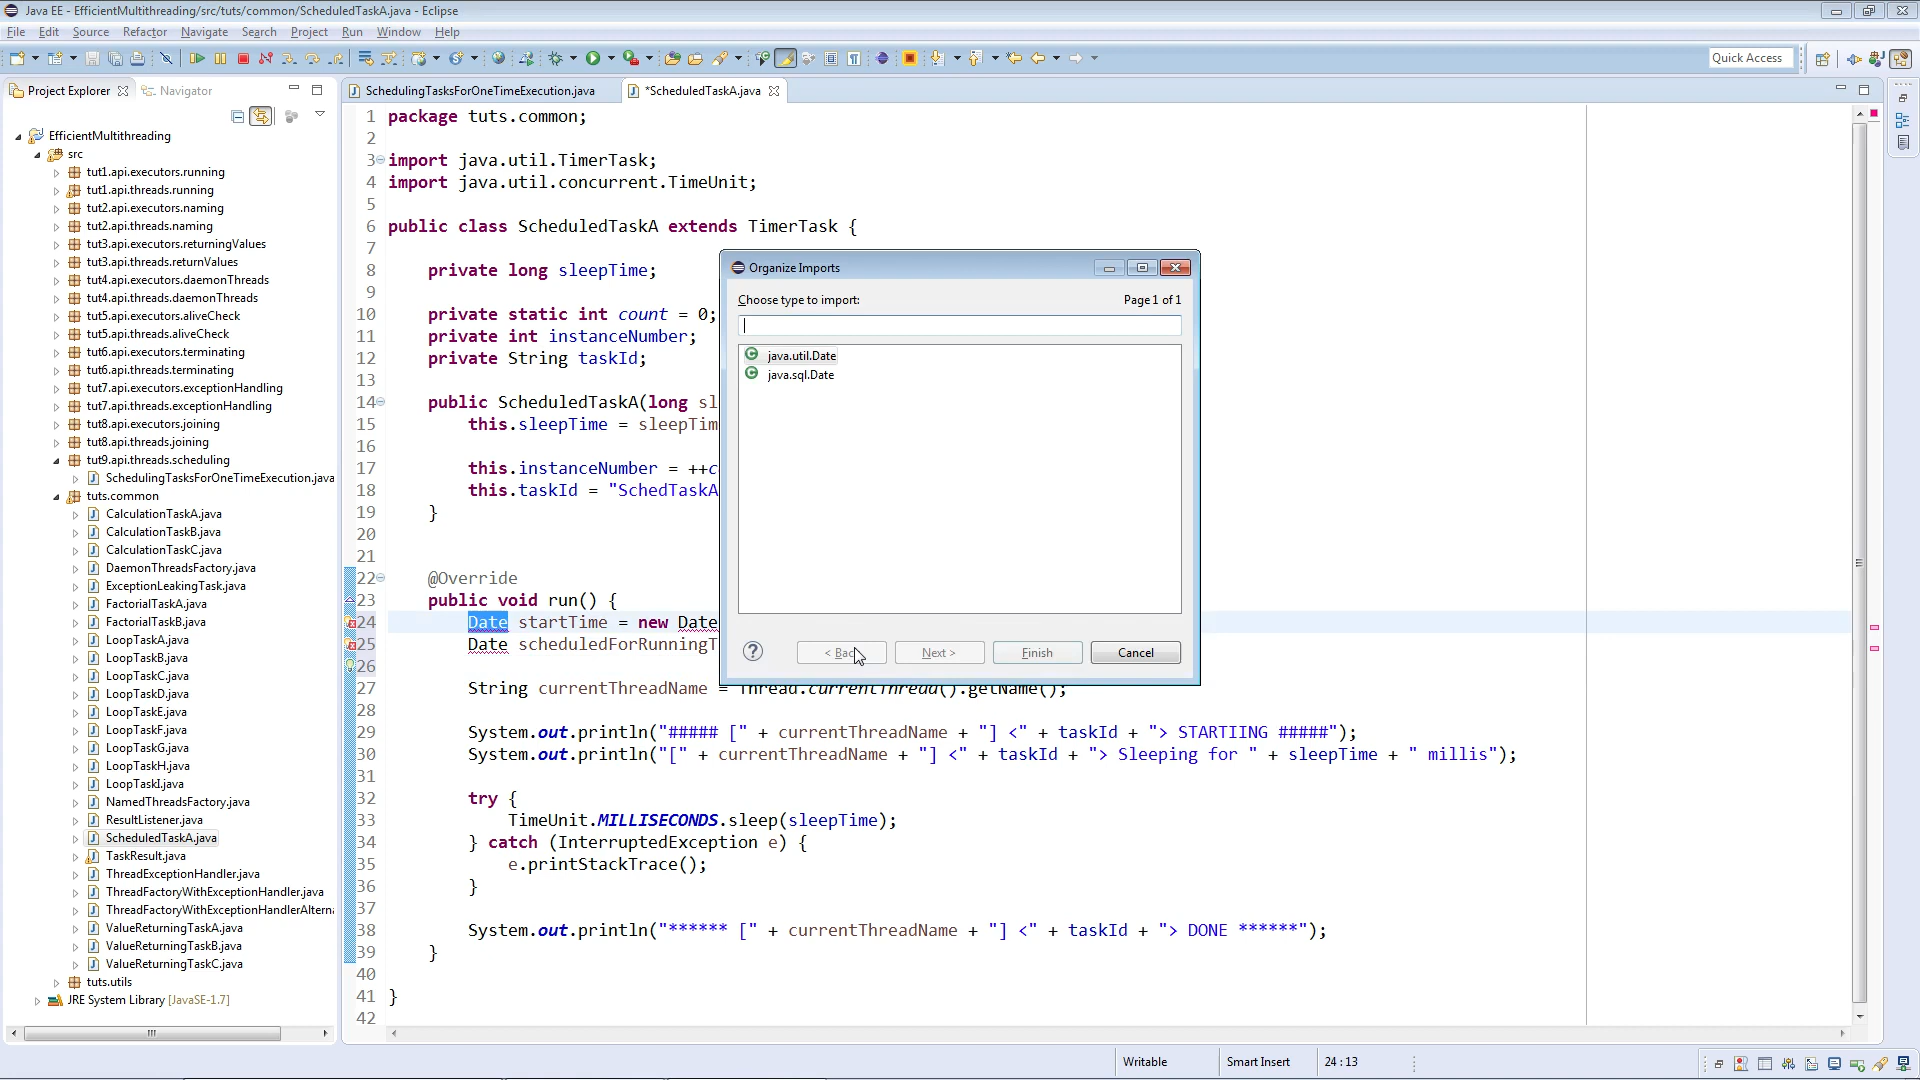 Java EE - EfficientMultithreading/src/tuts/common/ScheduledTaskA.java - Eclipse
File Edit Source Refactor Navigate Search Project Run Window Help
Quick Access
Project Explorer Navigator
SchedulingTasksForOneTimeExecution.java *ScheduledTaskA.java
EfficientMultithreading
src
tut1.api.executors.running
tut1.api.threads.running
tut2.api.executors.naming
tut2.api.threads.naming
tut3.api.executors.returningValues
tut3.api.threads.returnValues
tut4.api.executors.daemonThreads
tut4.api.threads.daemonThreads
tut5.api.executors.aliveCheck
tut5.api.threads.aliveCheck
tut6.api.executors.terminating
tut6.api.threads.terminating
tut7.api.executors.exceptionHandling
tut7.api.threads.exceptionHandling
tut8.api.executors.joining
tut8.api.threads.joining
tut9.api.threads.scheduling
SchedulingTasksForOneTimeExecution.java
tuts.common
CalculationTaskA.java
CalculationTaskB.java
CalculationTaskC.java
DaemonThreadsFactory.java
ExceptionLeakingTask.java
FactorialTaskA.java
FactorialTaskB.java
LoopTaskA.java
LoopTaskB.java
LoopTaskC.java
LoopTaskD.java
LoopTaskE.java
LoopTaskF.java
LoopTaskG.java
LoopTaskH.java
LoopTaskI.java
NamedThreadsFactory.java
ResultListener.java
ScheduledTaskA.java
TaskResult.java
ThreadExceptionHandler.java
ThreadFactoryWithExceptionHandler.java
ThreadFactoryWithExceptionHandlerAlterna
ValueReturningTaskA.java
ValueReturningTaskB.java
ValueReturningTaskC.java
tuts.utils
JRE System Library [JavaSE-1.7]
1 package tuts.common;
2
3 import java.util.TimerTask;
4 import java.util.concurrent.TimeUnit;
5
6 public class ScheduledTaskA extends TimerTask {
7
8 private long sleepTime;
9
10 private static int count = 0;
11 private int instanceNumber;
12 private String taskId;
13
14 public ScheduledTaskA(long sl
15 this.sleepTime = sleepTim
16
17 this.instanceNumber = ++c
18 this.taskId = "SchedTaskA
19 }
20
21
22 @Override
23 public void run() {
24 Date startTime = new Date
25 Date scheduledForRunningT
26
27 String currentThreadName = Thread.currentThread().getName();
28
29 System.out.println("##### [" + currentThreadName + "] <" + taskId + "> STARTIING #####");
30 System.out.println("[" + currentThreadName + "] <" + taskId + "> Sleeping for " + sleepTime + " millis");
31
32 try {
33 TimeUnit.MILLISECONDS.sleep(sleepTime);
34 } catch (InterruptedException e) {
35 e.printStackTrace();
36 }
37
38 System.out.println("****** [" + currentThreadName + "] <" + taskId + "> DONE ******");
39 }
40
41 }
42
Organize Imports
Choose type to import: Page 1 of 1
java.util.Date
java.sql.Date
< Back Next > Finish Cancel
Writable Smart Insert 24 : 13